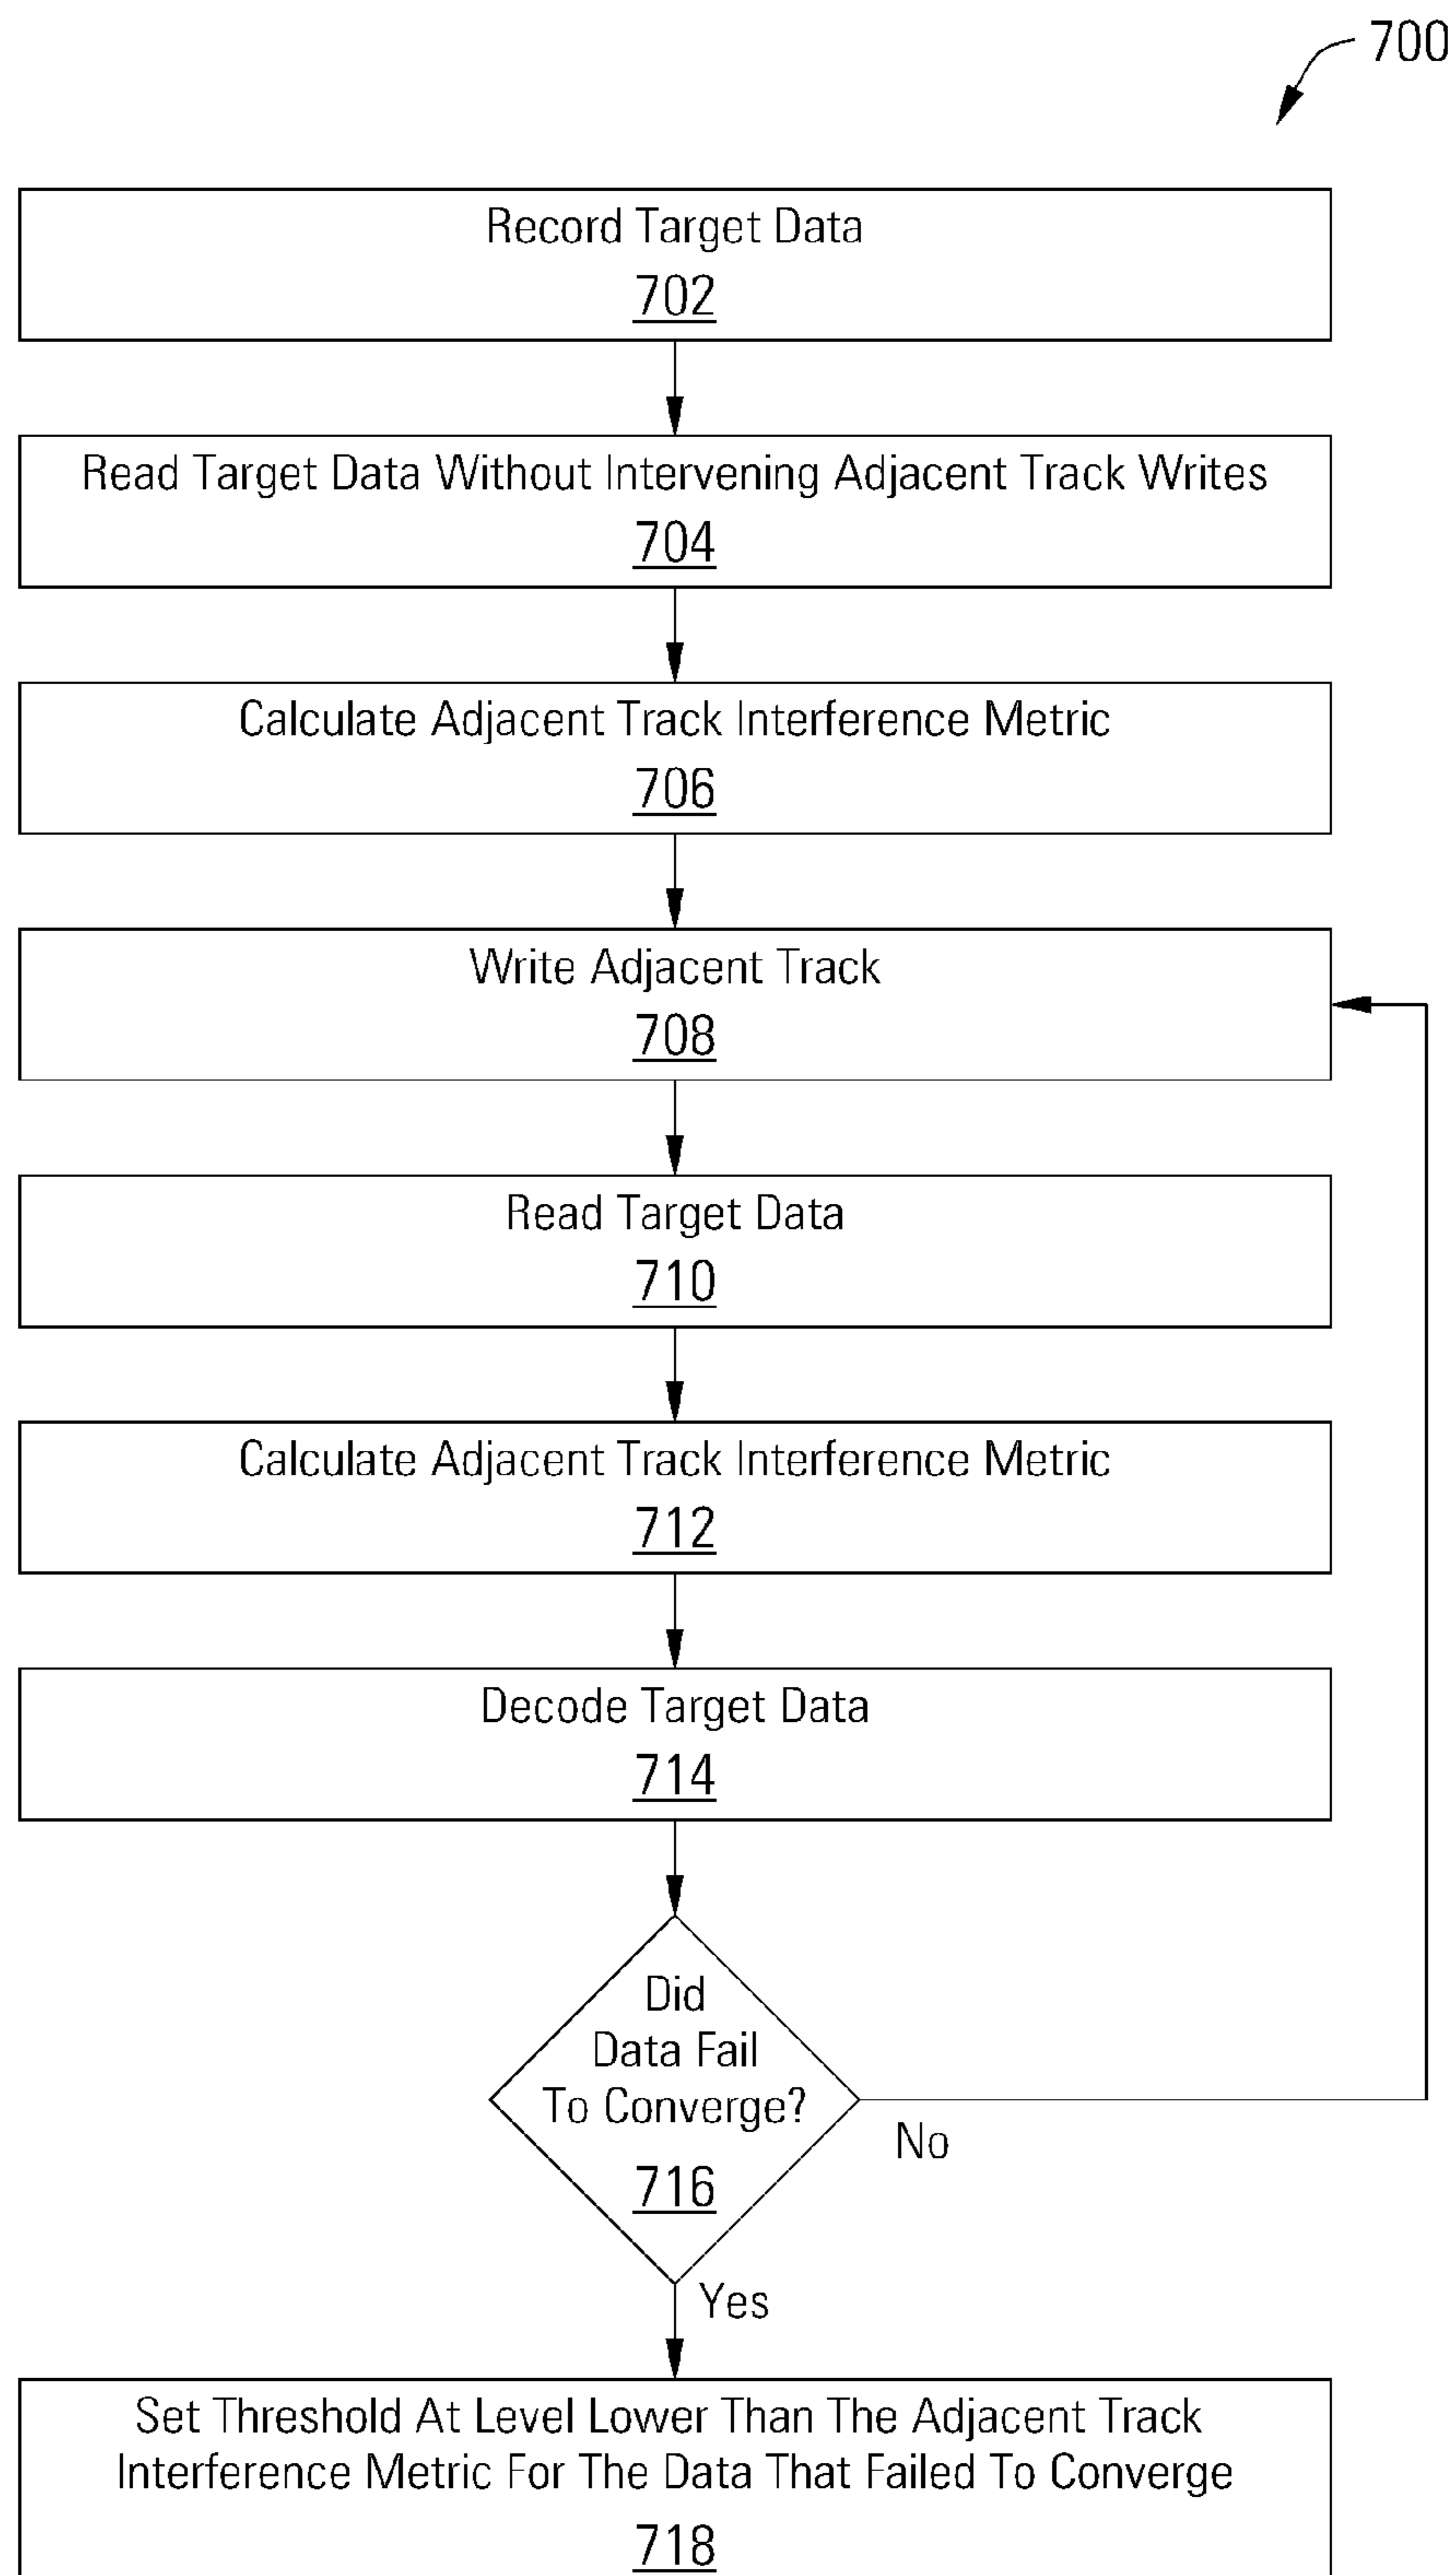 700
Record Target Data
702
Read Target Data Without Intervening Adjacent Track Writes
704
Calculate Adjacent Track Interference Metric
706
Write Adjacent Track
708
Read Target Data
710
Calculate Adjacent Track Interference Metric
712
Decode Target Data
714
Did
Data Fail
To Converge?
716
No
Yes
Set Threshold At Level Lower Than The Adjacent Track
Interference Metric For The Data That Failed To Converge
718